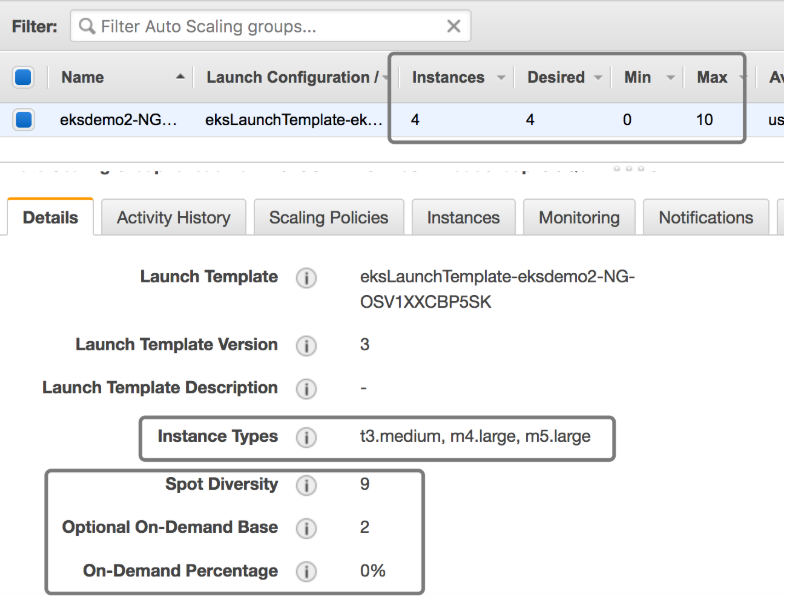 Filter: Filter Auto Scaling groups...
Name Launch Configuration / Instances Desired Min Max Av
eksdemo2-NG... eksLaunchTemplate-ek... 4 4 0 10 us
Details Activity History Scaling Policies Instances Monitoring Notifications
Launch Template eksLaunchTemplate-eksdemo2-NG-
OSV1XXCBP5SK
Launch Template Version 3
Launch Template Description -
Instance Types t3.medium, m4.large, m5.large
Spot Diversity 9
Optional On-Demand Base 2
On-Demand Percentage 0%